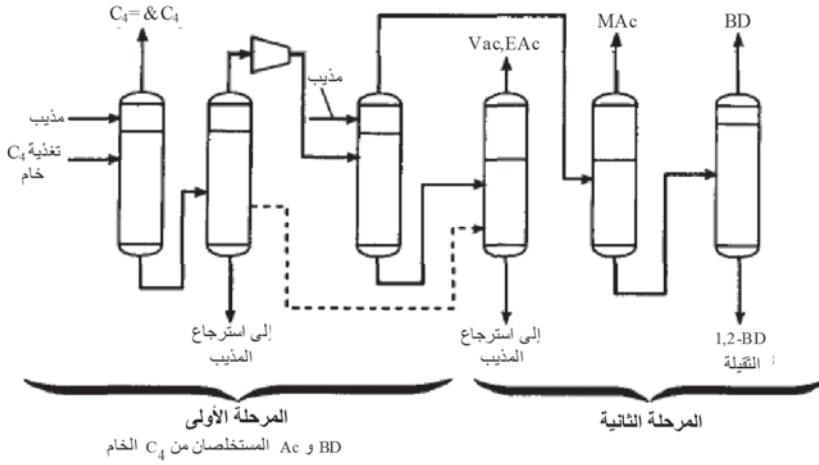 C₄= & C₄
مذيب
تغذية C₄
خام
مذيب
Vac,EAc
MAc
BD
إلى استرجاع
المذيب
إلى استرجاع
المذيب
1,2-BD
الثقيلة
المرحلة الأولى
BD و Ac المستخلصان من C₄ الخام
المرحلة الثانية